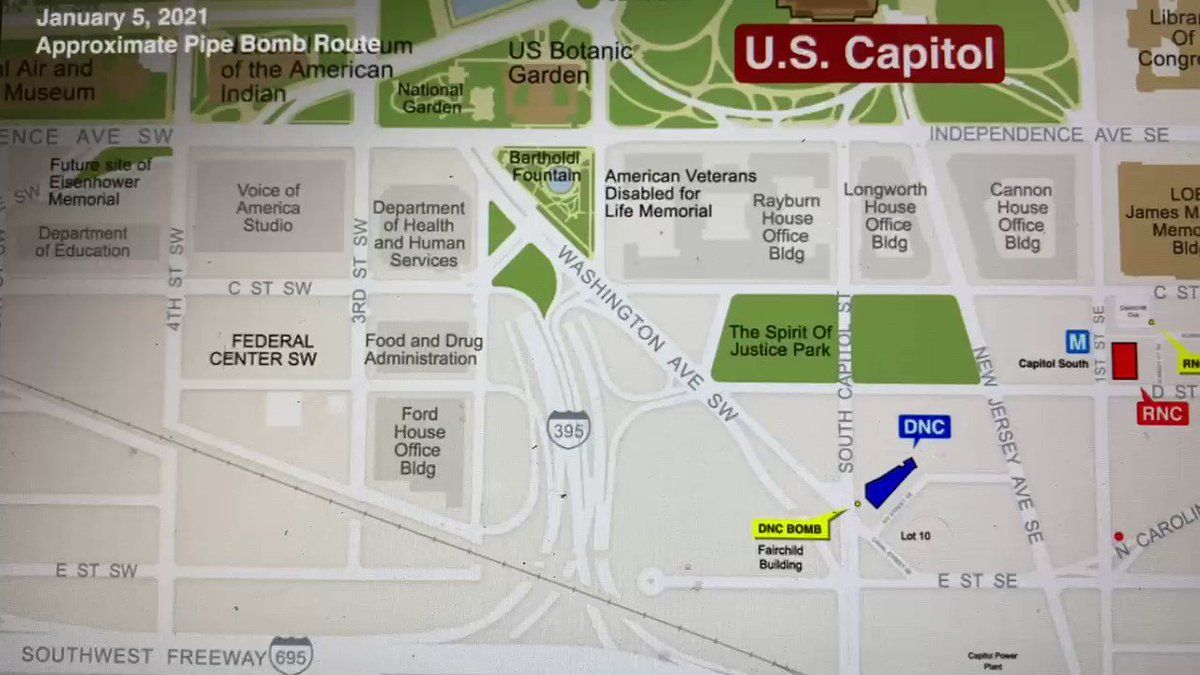 January 5, 2021
Approximate Pipe Bomb Route
um
of the American
Indian
l Air and
Museum
US Botanic
Garden
National
Garden
U.S. Capitol
Libra
Of
Congre
ENCE AVE SW
INDEPENDENCE AVE SE
Future site of
Eisenhower
Memorial
SW
Department
of Education
4TH ST SW
Voice of
America
Studio
3RD ST SW
Department
of Health
and Human
Services
Bartholdi
Fountain
American Veterans
Disabled for
Life Memorial
Rayburn
House
Office
Bldg
Longworth
House
Office
Bldg
Cannon
House
Office
Bldg
LOC
James M
Memo
Bld
C ST SW
WASHINGTON AVE SW
C ST
FEDERAL
CENTER SW
Food and Drug
Administration
The Spirit Of
Justice Park
SOUTH CAPITOL ST
NEW JERSEY AVE SE
M
Capitol South
1ST ST SE
RN
D ST
RNC
Ford
House
Office
Bldg
395
DNC
DNC BOMB
Fairchild
Building
Lot 10
N CAROLIN
E ST SW
E ST SE
SOUTHWEST FREEWAY
695
Capitol Power
Plant